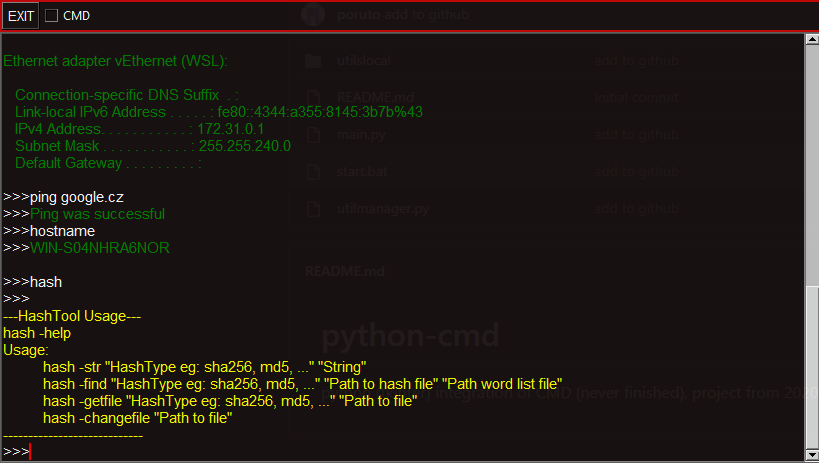 EXIT CMD
poruto add to github
Ethernet adapter vEthernet (WSL):
utilslocal add to github
Connection-specific DNS Suffix . :
README.md Initial commit
Link-local IPv6 Address . . . . . : fe80::4344:a355:8145:3b7b%43
IPv4 Address. . . . . . . . . . . : 172.31.0.1
main.py add to github
Subnet Mask . . . . . . . . . . . : 255.255.240.0
Default Gateway . . . . . . . . . :
start.bat add to github
>>>ping google.cz
>>>Ping was successful
utilmanager.py add to github
>>>hostname
>>>WIN-S04NHRA6NOR
README.md
>>>hash
>>>
---HashTool Usage---
hash -help
python-cmd
Usage:
hash -str "HashType eg: sha256, md5, ..." "String"
hash -find "HashType eg: sha256, md5, ..." "Path to hash file" "Path word list file"
integration of CMD (never finished), project from 2020
hash -getfile "HashType eg: sha256, md5, ..." "Path to file"
hash -changefile "Path to file"
----------------------------
>>>